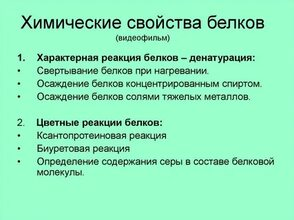 Химические свойства белков
(видеофильм)
1. Характерная реакция белков – денатурация:
• Свертывание белков при нагревании.
• Осаждение белков концентрированным спиртом.
• Осаждение белков солями тяжелых металлов.
2. Цветные реакции белков:
• Ксантопротеиновая реакция
• Биуретовая реакция
• Определение содержания серы в составе белковой
молекулы.